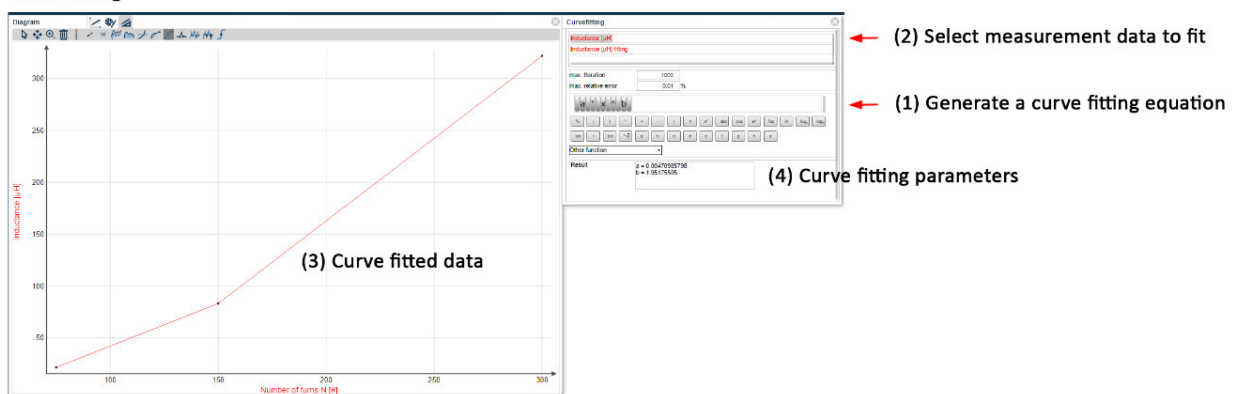 Diagram
300
250
200
150
100
50
100
150
200
250
300
Inductance [µH]
Number of turns N [#]
(3) Curve fitted data
Curvefitting
Inductance [µH]
Inductance [µH] fitting
max. iteration 1000
max. relative error 0.01 %
a * x ^ b
Other function
Result
a = 0.00470985798
b = 1.95175505
(2) Select measurement data to fit
(1) Generate a curve fitting equation
(4) Curve fitting parameters